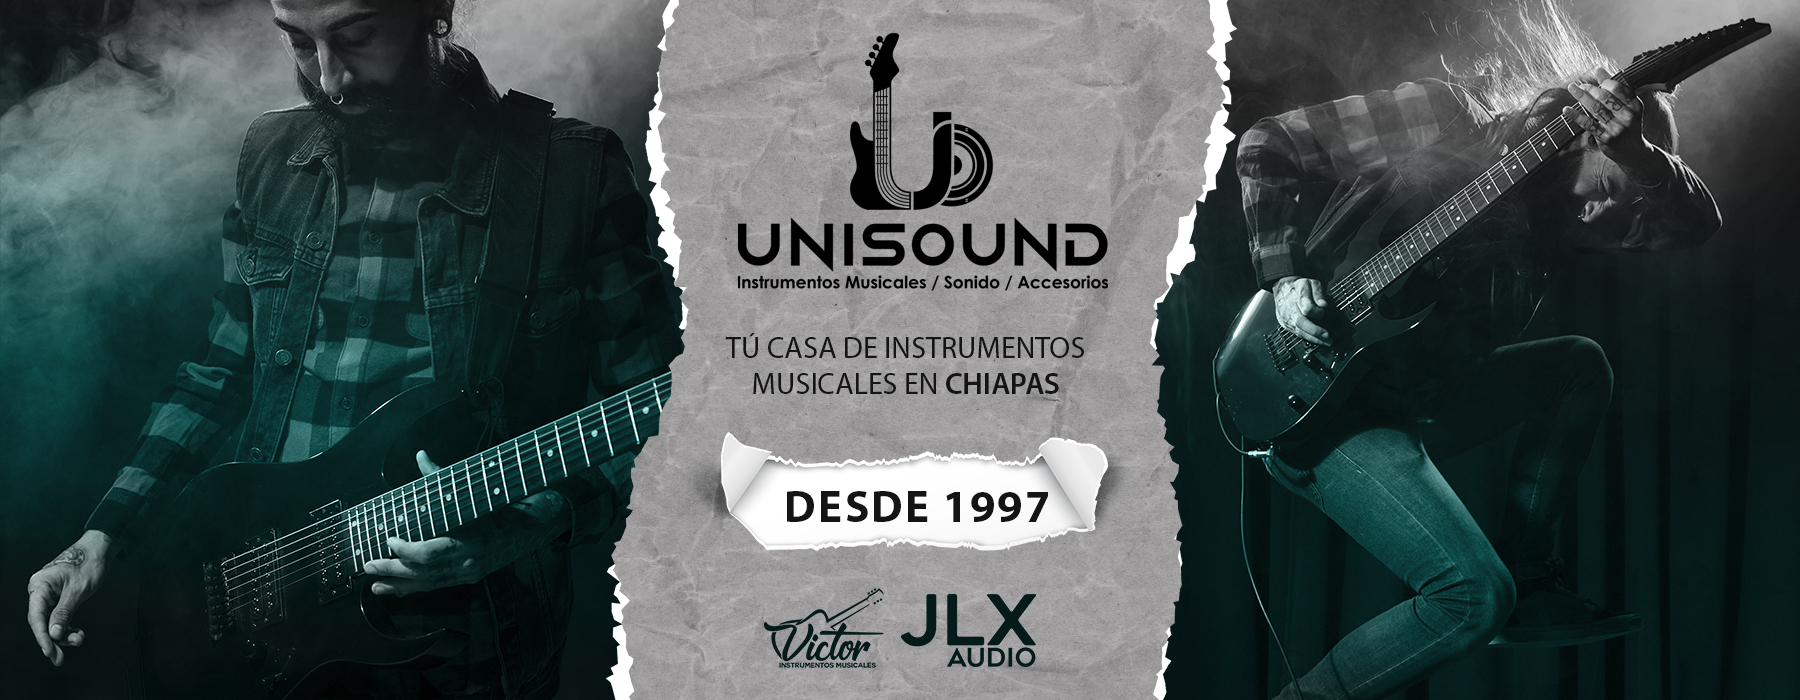 UNISOUND
Instrumentos Musicales / Sonido / Accesorios
TÚ CASA DE INSTRUMENTOS
MUSICALES EN CHIAPAS
DESDE 1997
Victor
INSTRUMENTOS MUSICALES
JLX
AUDIO